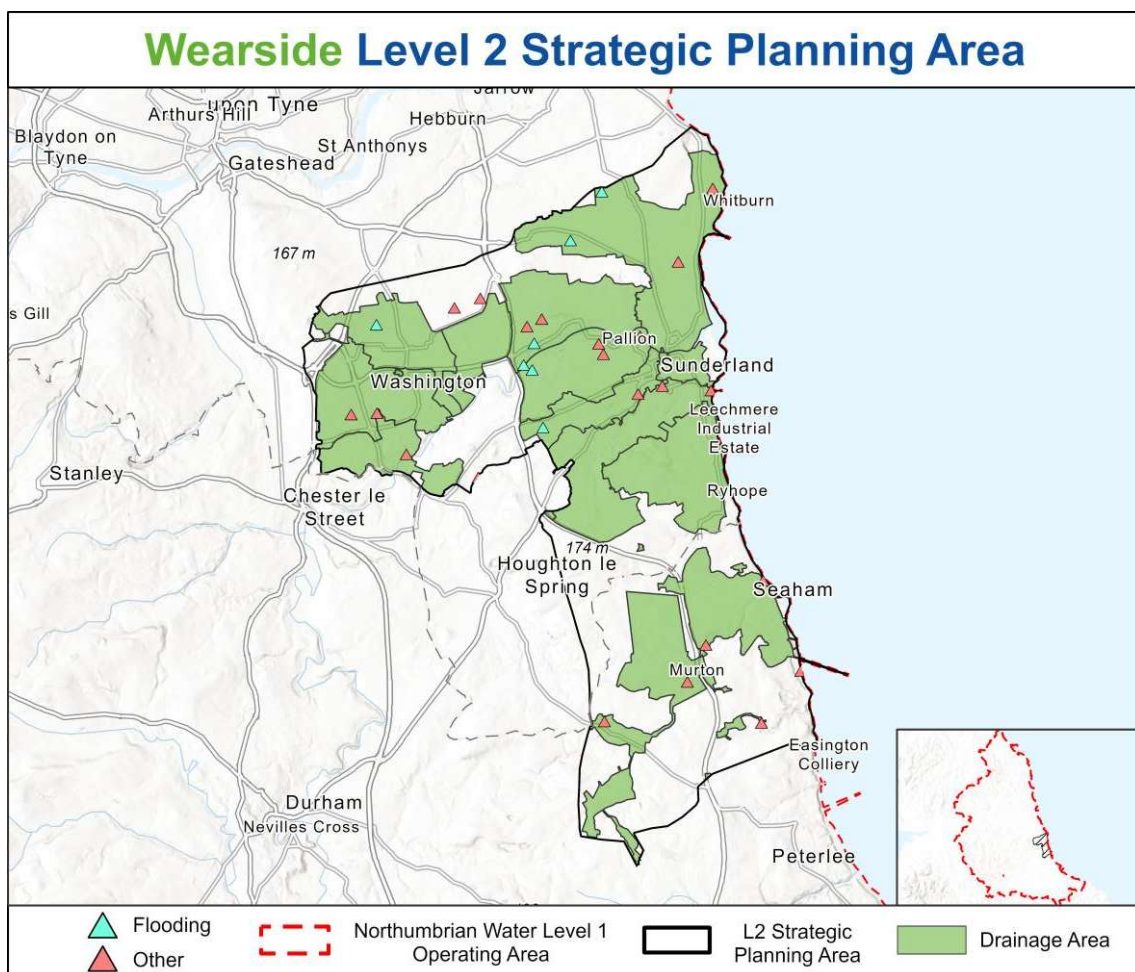 Wearside Level 2 Strategic Planning Area
upon Tyne
Jarrow
Arthurs Hill
Hebburn
Blaydon on
Tyne
St Anthonys
Gateshead
Whitburn
167 m
s Gill
Pallion
Sunderland
Washington
Leechmere
Industrial
Estate
Stanley
Chester le
Street
Ryhope
174 m
Houghton le
Spring
Seaham
Murton
Easington
Colliery
Durham
Nevilles Cross
Peterlee
Flooding
Other
Northumbrian Water Level 1
Operating Area
L2 Strategic
Planning Area
Drainage Area